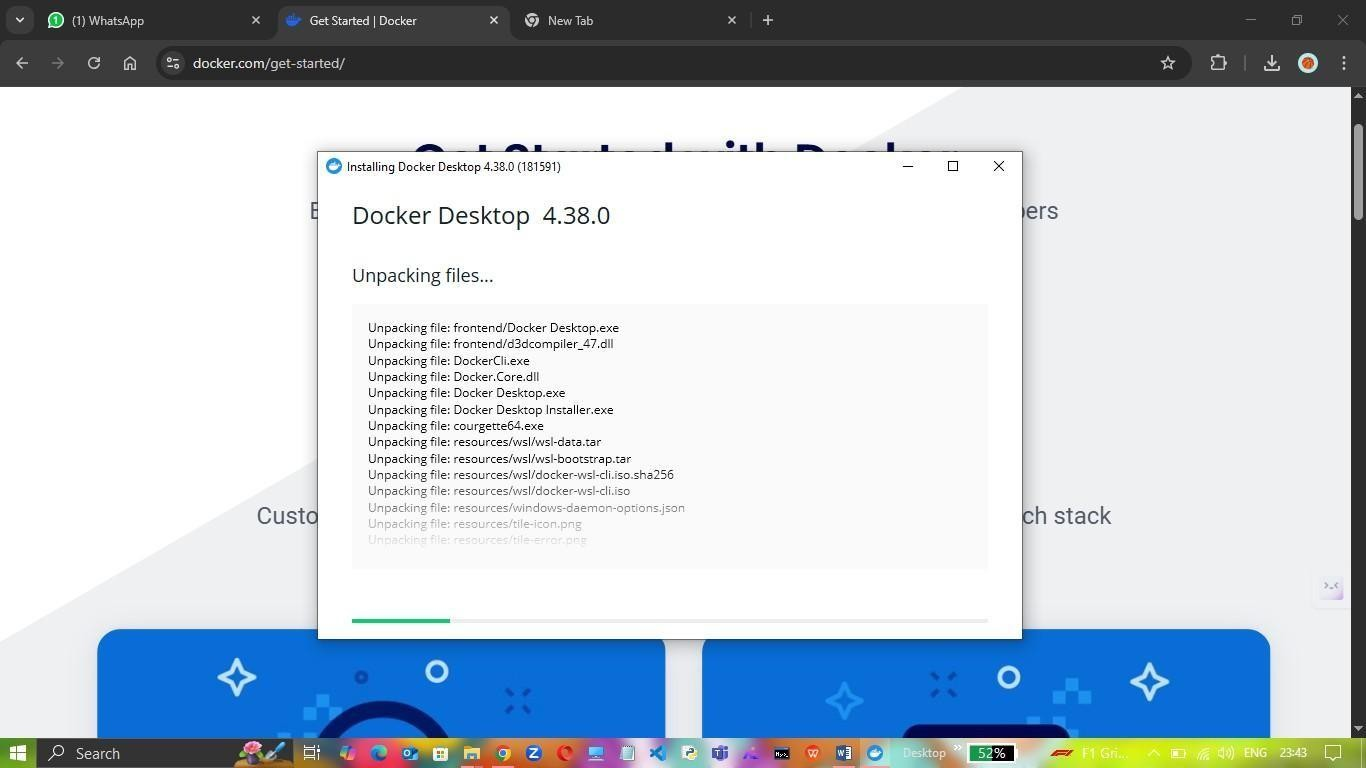 (1) WhatsApp
Get Started | Docker
New Tab
docker.com/get-started/
Installing Docker Desktop 4.38.0 (181591)
Docker Desktop 4.38.0
Unpacking files...
Unpacking file: frontend/Docker Desktop.exe
Unpacking file: frontend/d3dcompiler_47.dll
Unpacking file: DockerCli.exe
Unpacking file: Docker.Core.dll
Unpacking file: Docker Desktop.exe
Unpacking file: Docker Desktop Installer.exe
Unpacking file: courgette64.exe
Unpacking file: resources/wsl/wsl-data.tar
Unpacking file: resources/wsl/wsl-bootstrap.tar
Unpacking file: resources/wsl/docker-wsl-cli.iso.sha256
Unpacking file: resources/wsl/docker-wsl-cli.iso
Unpacking file: resources/windows-daemon-options.json
Unpacking file: resources/tile-icon.png
Unpacking file: resources/tile-error.png
Custo
ch stack
Search
Desktop
52%
F1 Gri...
ENG
23:43